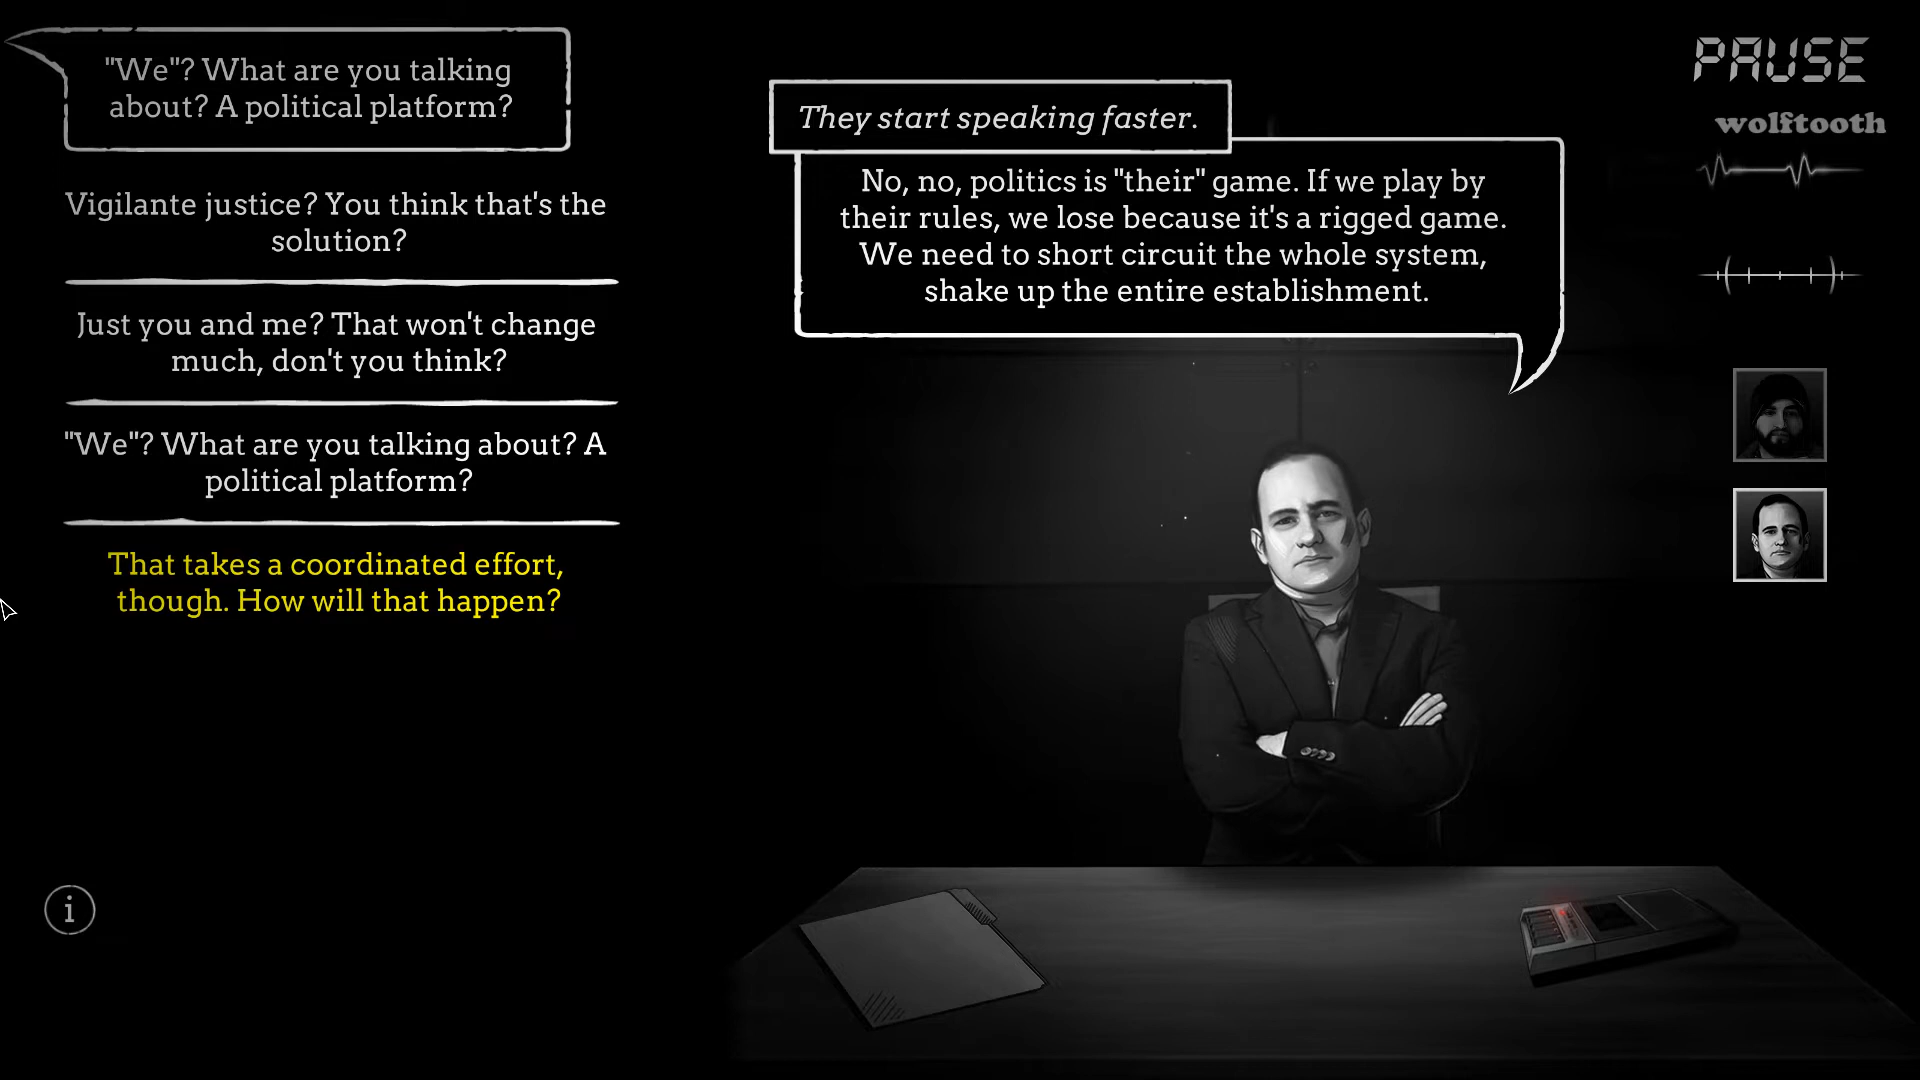 "We"? What are you talking
about? A political platform?
Vigilante justice? You think that's the
solution?
Just you and me? That won't change
much, don't you think?
"We"? What are you talking about? A
political platform?
That takes a coordinated effort,
though. How will that happen?
i
They start speaking faster.
No, no, politics is "their" game. If we play by
their rules, we lose because it's a rigged game.
We need to short circuit the whole system,
shake up the entire establishment.
PAUSE
wolftooth